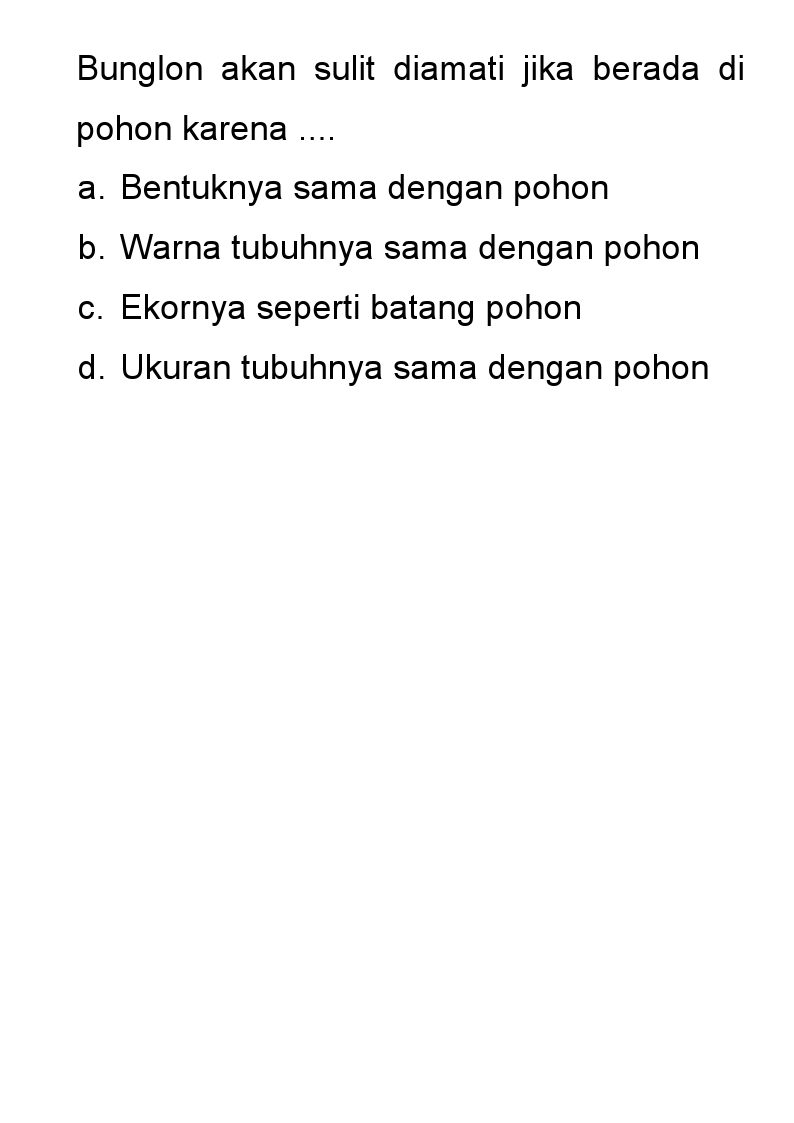 Bunglon akan sulit diamati jika berada di
pohon karena ....
a. Bentuknya sama dengan pohon
b. Warna tubuhnya sama dengan pohon
c. Ekornya seperti batang pohon
d. Ukuran tubuhnya sama dengan pohon